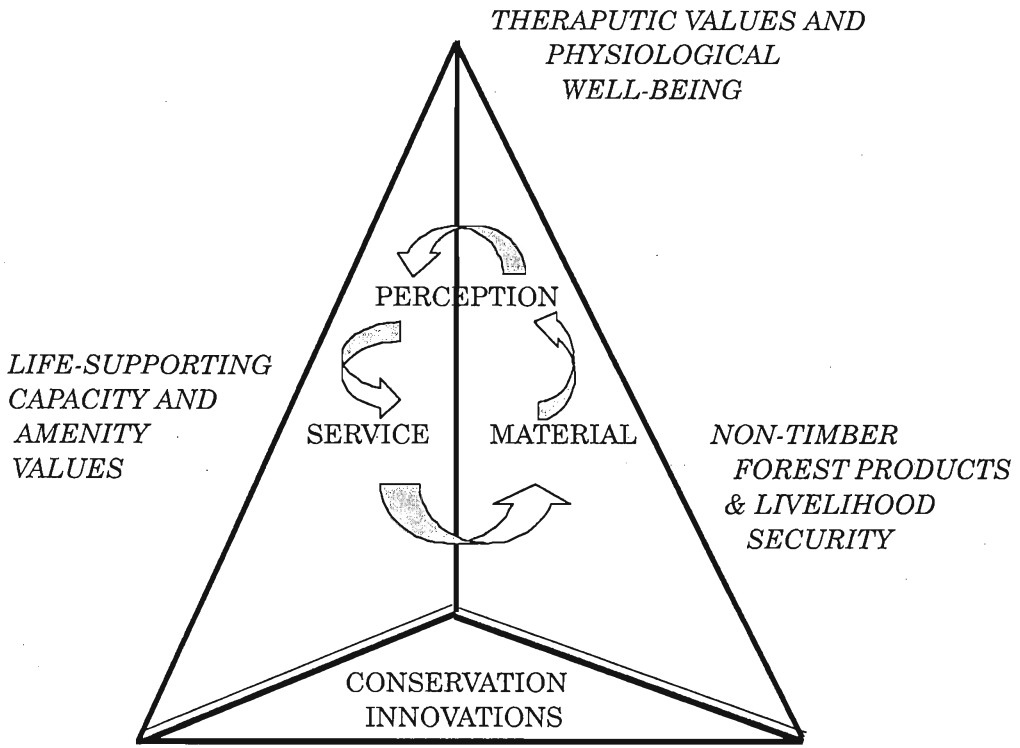 THERAPUTIC VALUES AND
PHYSIOLOGICAL
WELL-BEING
PERCEPTION
LIFE-SUPPORTING
CAPACITY AND
AMENITY
VALUES
SERVICE
MATERIAL
NON-TIMBER
FOREST PRODUCTS
& LIVELIHOOD
SECURITY
CONSERVATION
INNOVATIONS